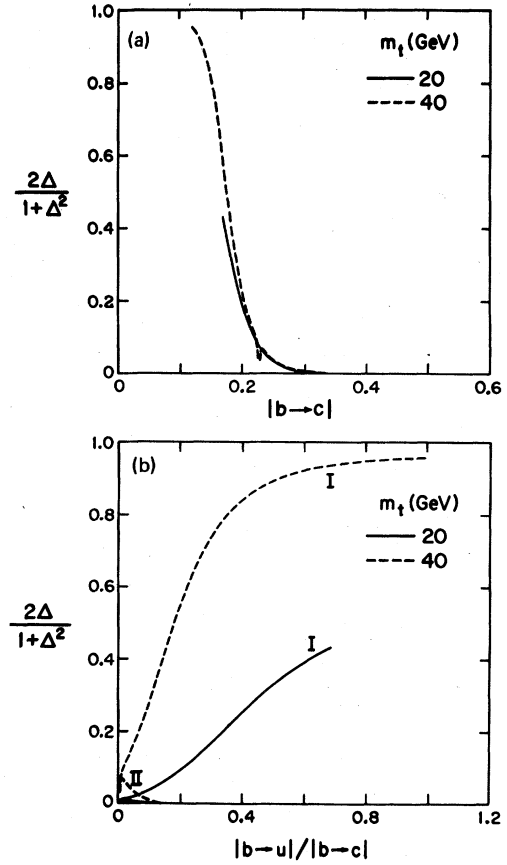 (a)
m_t (GeV)
20
40
1.0
0.8
0.6
0.4
0.2
0
2Δ
1+Δ²
0 0.2 0.4 0.6
|b→c|
(b)
m_t (GeV)
20
40
I
I
II
1.0
0.8
0.6
0.4
0.2
0
2Δ
1+Δ²
0 0.4 0.8 1.2
|b→u|/|b→c|